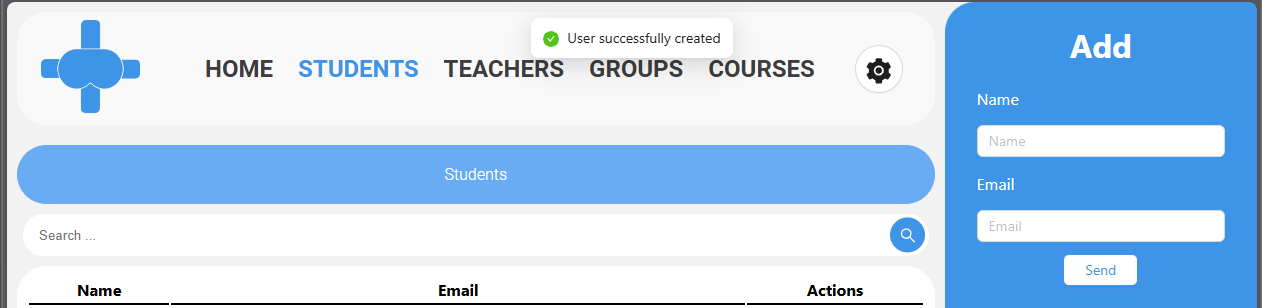 User successfully created
HOME STUDENTS TEACHERS GROUPS COURSES
Students
Search ...
Name Email Actions
Add
Name
Name
Email
Email
Send